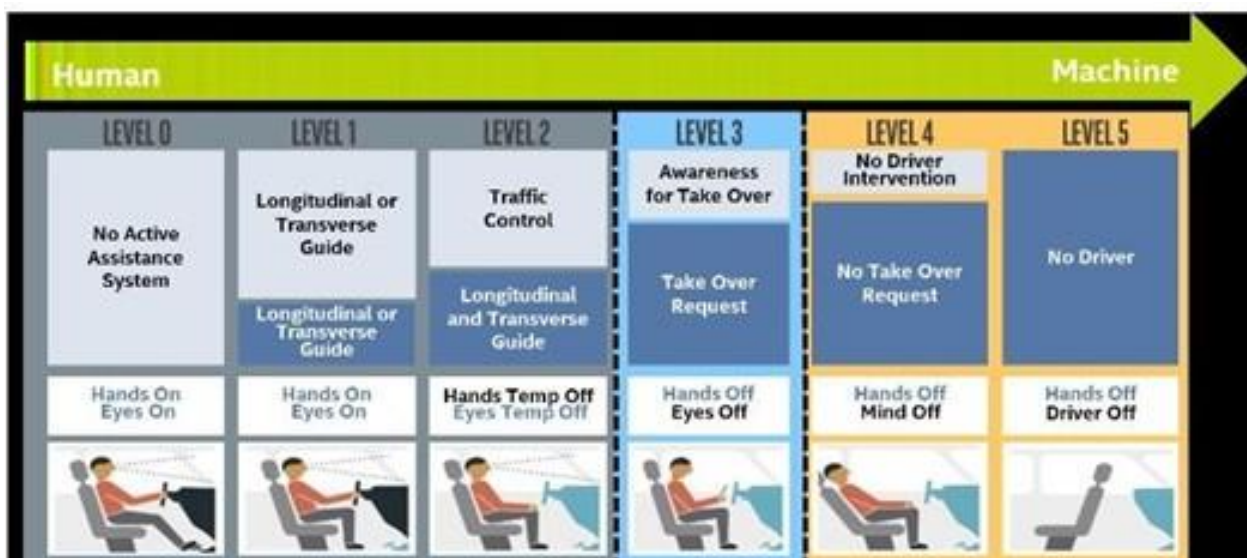 Human
Machine
LEVEL 0
LEVEL 1
LEVEL 2
LEVEL 3
LEVEL 4
LEVEL 5
No Active
Assistance
System
Longitudinal or
Transverse
Guide
Longitudinal or
Transverse
Guide
Traffic
Control
Longitudinal
and Transverse
Guide
Awareness
for Take Over
Take Over
Request
No Driver
Intervention
No Take Over
Request
No Driver
Hands On
Eyes On
Hands On
Eyes On
Hands Temp Off
Eyes Temp Off
Hands Off
Eyes Off
Hands Off
Mind Off
Hands Off
Driver Off